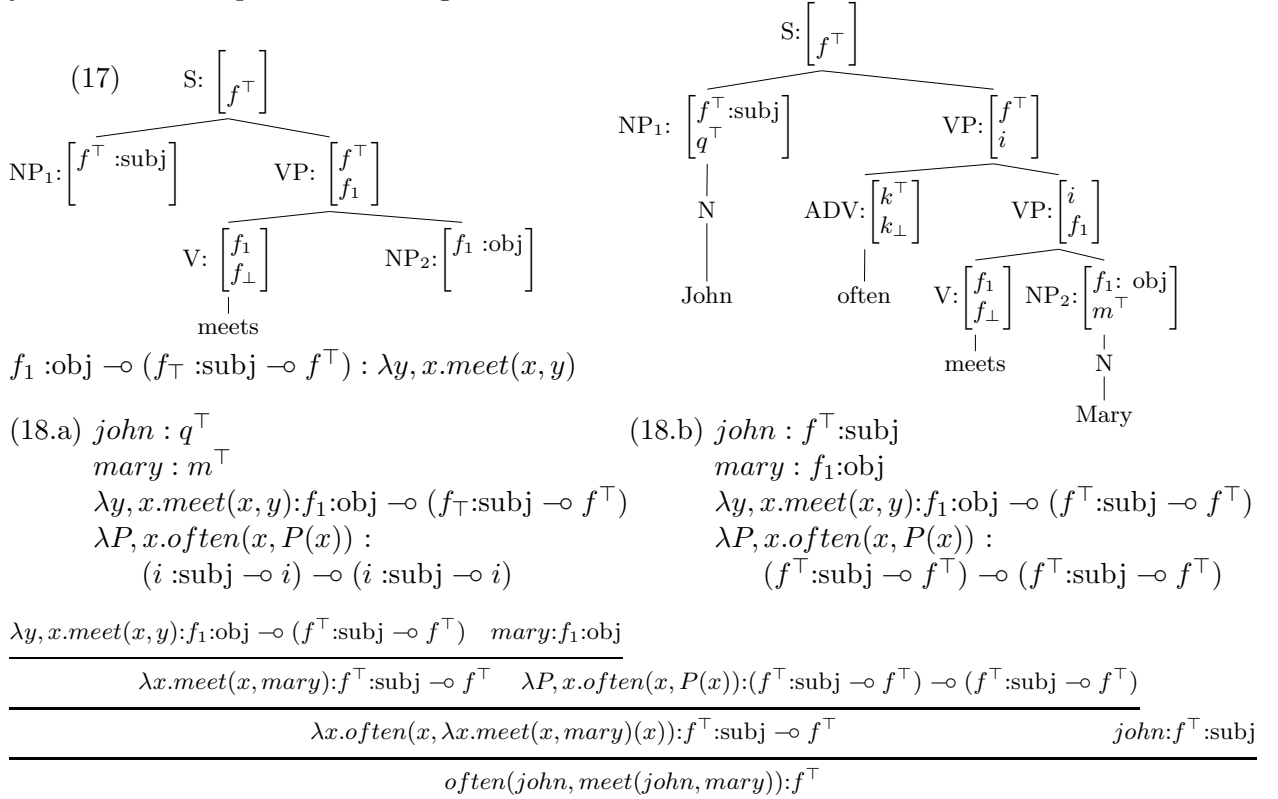 (17)
S: [ f⊤ ]
NP₁: [ f⊤ :subj ]
VP: [ f⊤ f₁ ]
V: [ f₁ f⊥ ]
NP₂: [ f₁ :obj ]
meets
f₁ :obj ⊸ (f⊤ :subj ⊸ f⊤) : λy, x.meet(x, y)
S: [ f⊤ ]
NP₁: [ f⊤:subj q⊤ ]
VP: [ f⊤ i ]
N
ADV: [ k⊤ k⊥ ]
VP: [ i f₁ ]
John
often
V: [ f₁ f⊥ ]
NP₂: [ f₁: obj m⊤ ]
meets
N
Mary
(18.a) john : q⊤
mary : m⊤
λy, x.meet(x, y):f₁:obj ⊸ (f⊤:subj ⊸ f⊤)
λP, x.often(x, P(x)) :
(i :subj ⊸ i) ⊸ (i :subj ⊸ i)
(18.b) john : f⊤:subj
mary : f₁:obj
λy, x.meet(x, y):f₁:obj ⊸ (f⊤:subj ⊸ f⊤)
λP, x.often(x, P(x)) :
(f⊤:subj ⊸ f⊤) ⊸ (f⊤:subj ⊸ f⊤)
λy, x.meet(x, y):f₁:obj ⊸ (f⊤:subj ⊸ f⊤) mary:f₁:obj
λx.meet(x, mary):f⊤:subj ⊸ f⊤ λP, x.often(x, P(x)):(f⊤:subj ⊸ f⊤) ⊸ (f⊤:subj ⊸ f⊤)
λx.often(x, λx.meet(x, mary)(x)):f⊤:subj ⊸ f⊤ john:f⊤:subj
often(john, meet(john, mary)):f⊤